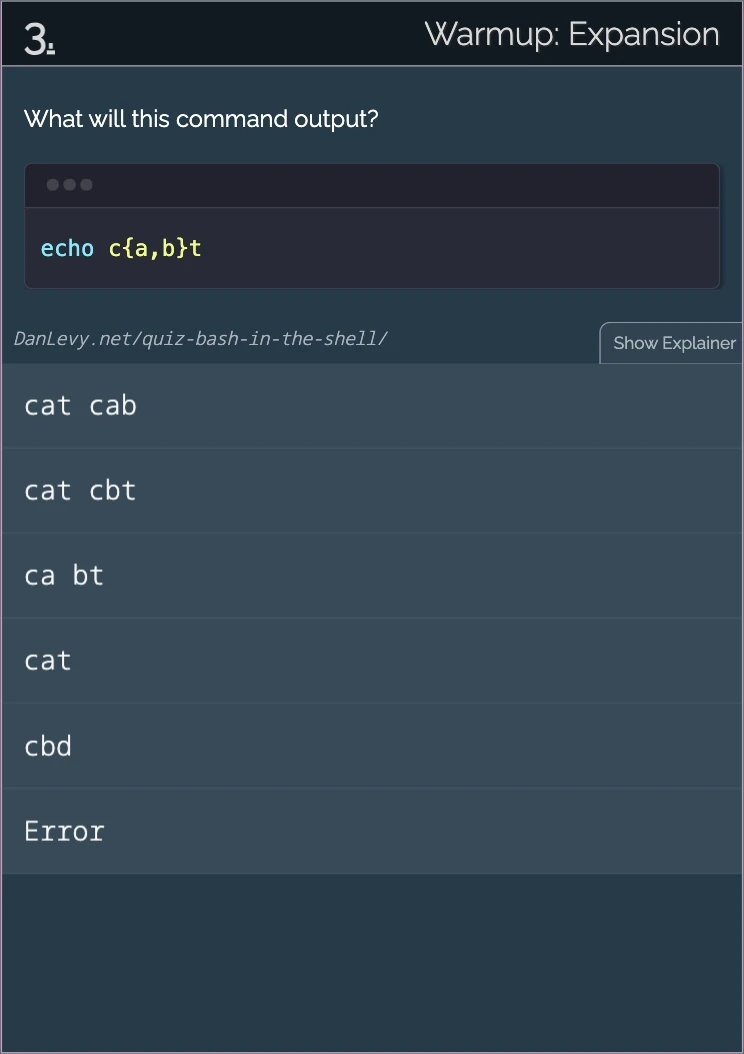 3.
Warmup: Expansion
What will this command output?
echo c{a,b}t
DanLevy.net/quiz-bash-in-the-shell/
Show Explainer
cat cab
cat cbt
ca bt
cat
cbd
Error